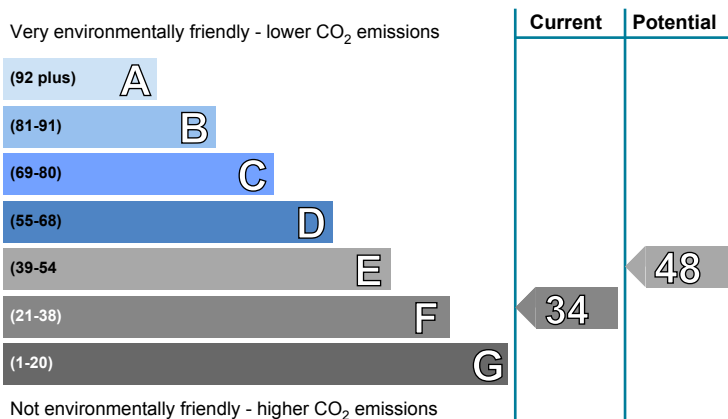 Very environmentally friendly - lower CO2 emissions
Current
Potential
(92 plus) A
(81-91) B
(69-80) C
(55-68) D
(39-54 E
48
(21-38) F
34
(1-20) G
Not environmentally friendly - higher CO2 emissions